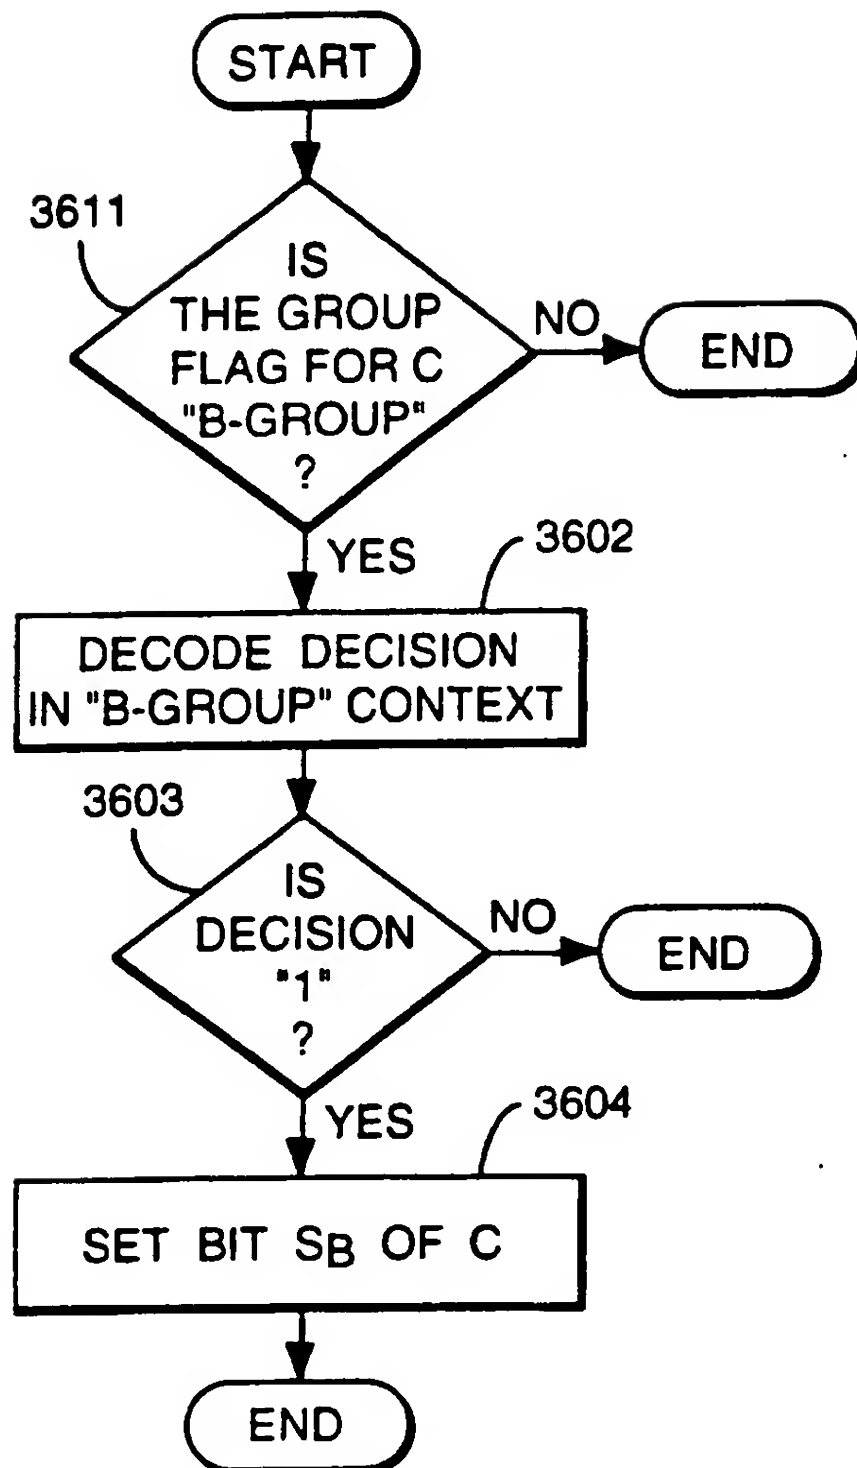 START
3611
IS
THE GROUP
FLAG FOR C
"B-GROUP"
?
NO
END
YES
3602
DECODE DECISION
IN "B-GROUP" CONTEXT
3603
IS
DECISION
"1"
?
NO
END
YES
3604
SET BIT SB OF C
END